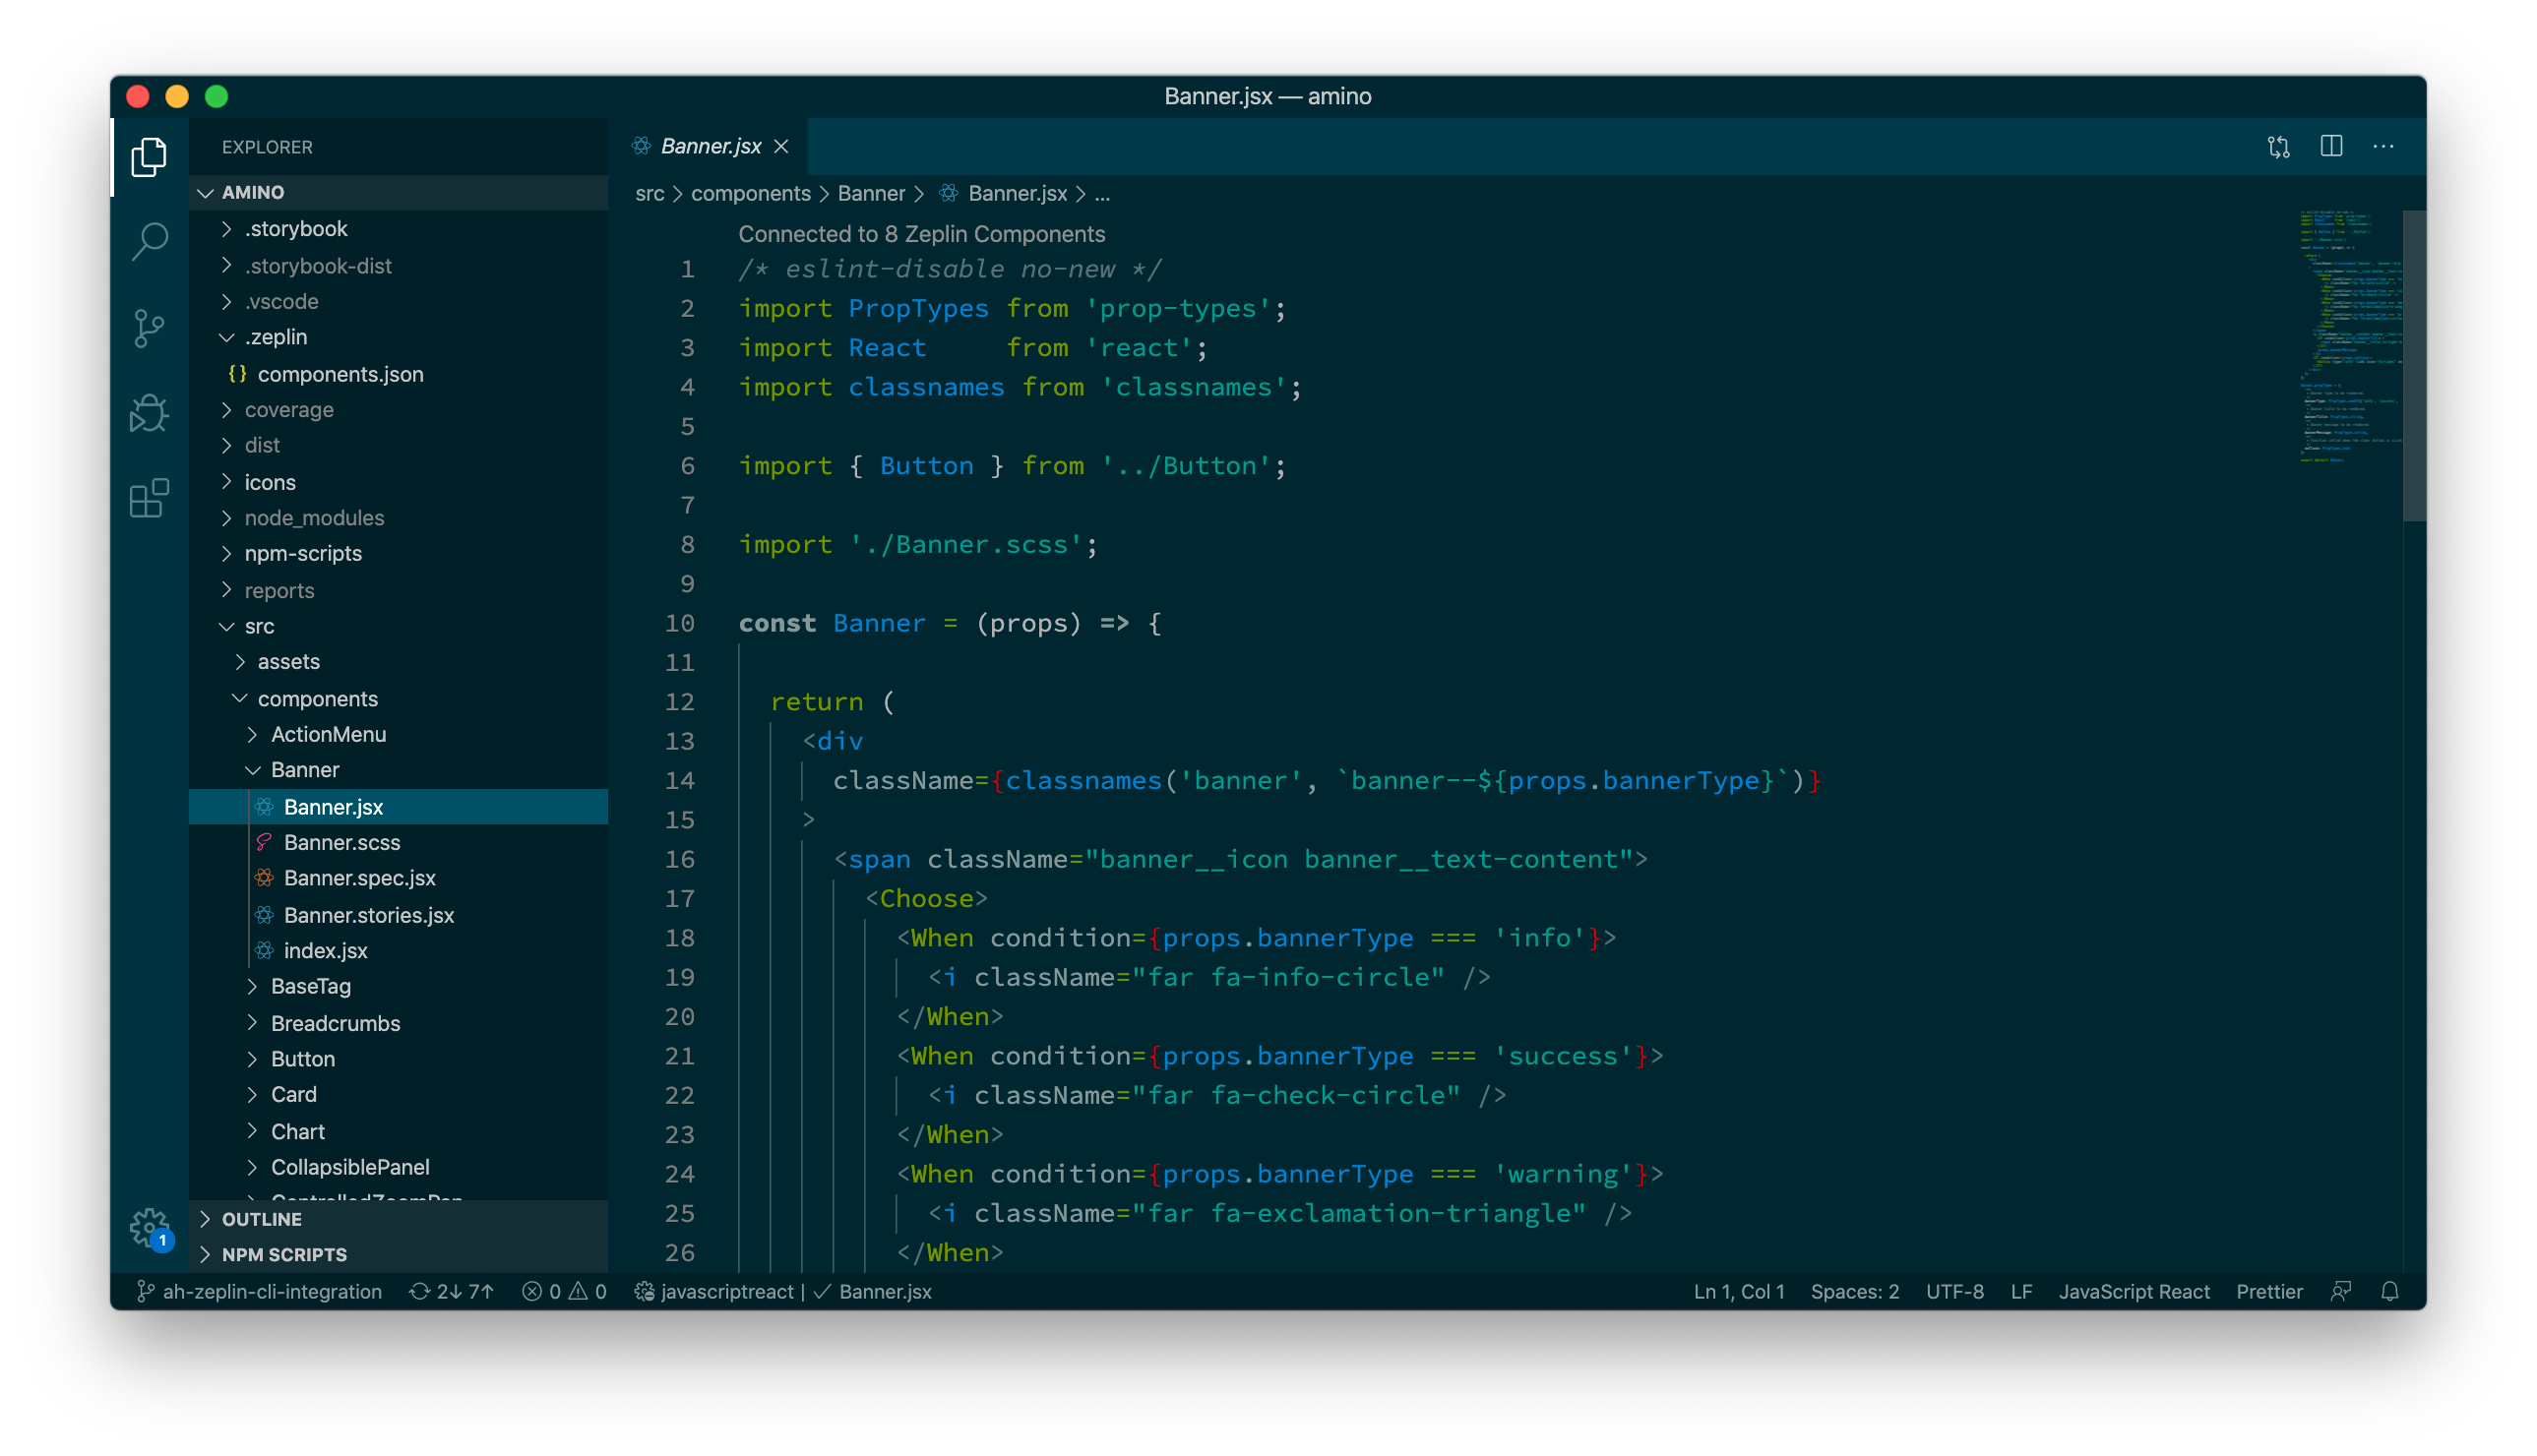 Banner.jsx — amino
EXPLORER
AMINO
.storybook
.storybook-dist
.vscode
.zeplin
{} components.json
coverage
dist
icons
node_modules
npm-scripts
reports
src
assets
components
ActionMenu
Banner
Banner.jsx
Banner.scss
Banner.spec.jsx
Banner.stories.jsx
index.jsx
BaseTag
Breadcrumbs
Button
Card
Chart
CollapsiblePanel
OUTLINE
NPM SCRIPTS
1
Banner.jsx
src > components > Banner > Banner.jsx > ...
Connected to 8 Zeplin Components
1 /* eslint-disable no-new */
2 import PropTypes from 'prop-types';
3 import React     from 'react';
4 import classnames from 'classnames';
5
6 import { Button } from '../Button';
7
8 import './Banner.scss';
9
10 const Banner = (props) => {
11
12   return (
13     <div
14       className={classnames('banner', `banner--${props.bannerType}`)}
15     >
16       <span className="banner__icon banner__text-content">
17         <Choose>
18           <When condition={props.bannerType === 'info'}>
19             <i className="far fa-info-circle" />
20           </When>
21           <When condition={props.bannerType === 'success'}>
22             <i className="far fa-check-circle" />
23           </When>
24           <When condition={props.bannerType === 'warning'}>
25             <i className="far fa-exclamation-triangle" />
26           </When>
ah-zeplin-cli-integration 2↓ 7↑ 0 0 javascriptreact | ✓ Banner.jsx Ln 1, Col 1 Spaces: 2 UTF-8 LF JavaScript React Prettier